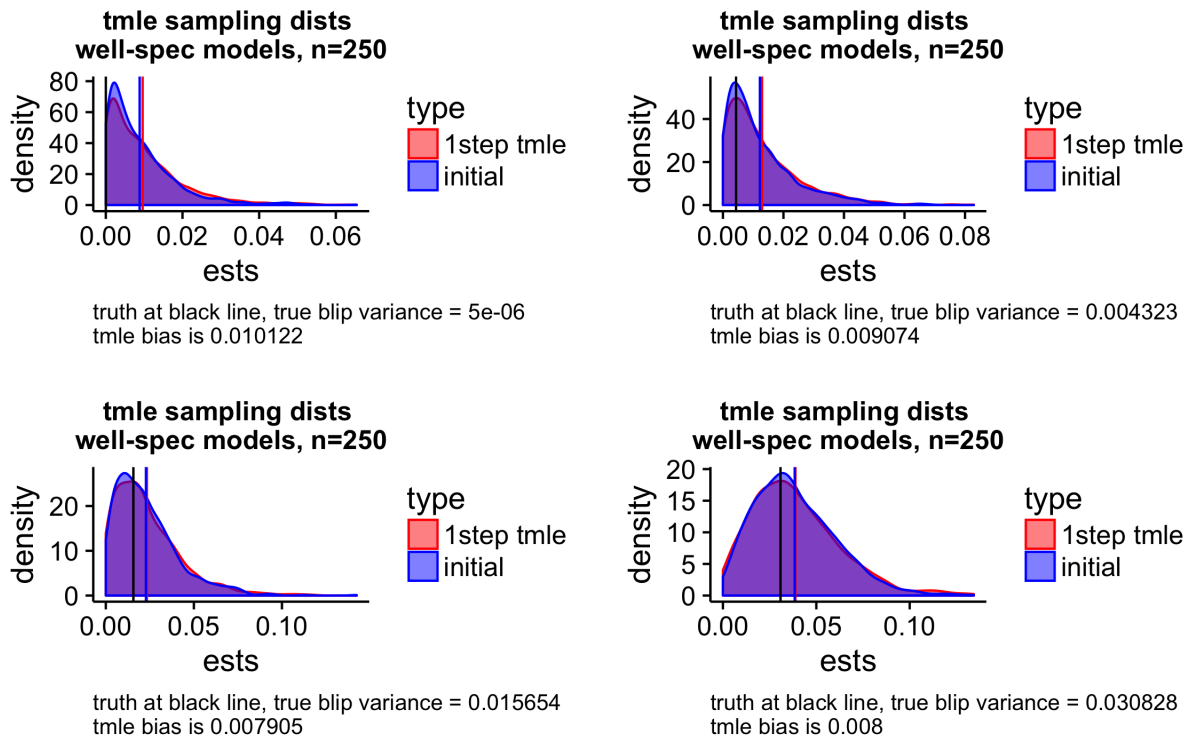 tmle sampling dists
well-spec models, n=250
density
80
60
40
20
0
0.00 0.02 0.04 0.06
ests
type
1step tmle
initial
truth at black line, true blip variance = 5e-06
tmle bias is 0.010122
tmle sampling dists
well-spec models, n=250
density
40
20
0
0.00 0.02 0.04 0.06 0.08
ests
type
1step tmle
initial
truth at black line, true blip variance = 0.004323
tmle bias is 0.009074
tmle sampling dists
well-spec models, n=250
density
20
10
0
0.00 0.05 0.10
ests
type
1step tmle
initial
truth at black line, true blip variance = 0.015654
tmle bias is 0.007905
tmle sampling dists
well-spec models, n=250
density
20
15
10
5
0
0.00 0.05 0.10
ests
type
1step tmle
initial
truth at black line, true blip variance = 0.030828
tmle bias is 0.008